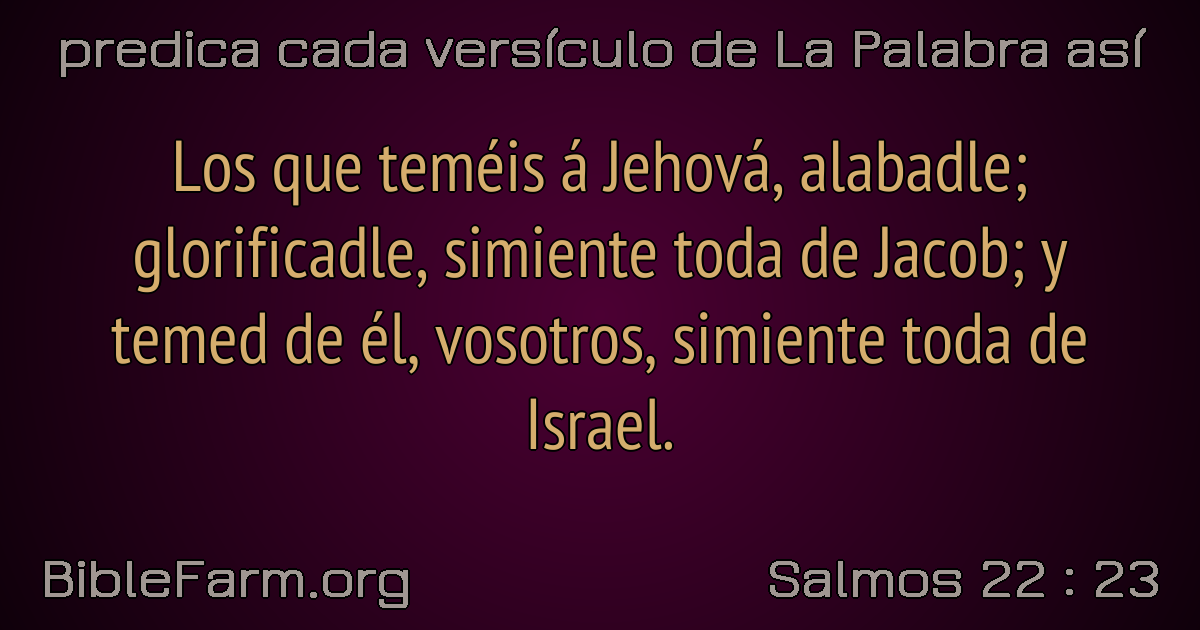 predica cada versículo de La Palabra así
Los que teméis á Jehová, alabadle;
glorificadle, simiente toda de Jacob; y
temed de él, vosotros, simiente toda de
Israel.
BibleFarm.org
Salmos 22 : 23